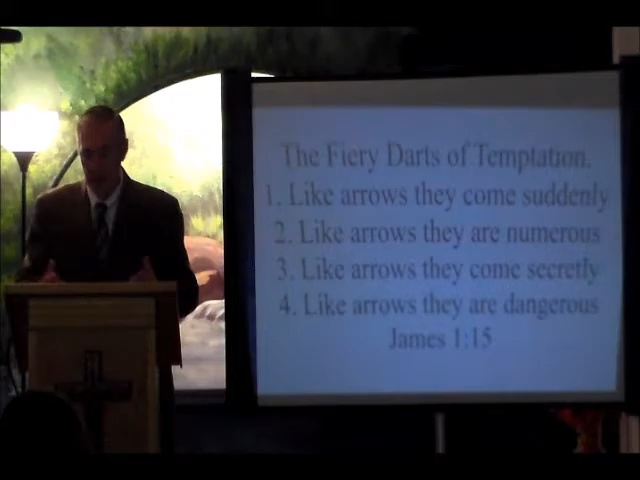 The Fiery Darts of Temptation.
1. Like arrows they come suddenly
2. Like arrows they are numerous
3. Like arrows they come secretly
4. Like arrows they are dangerous
James 1:15